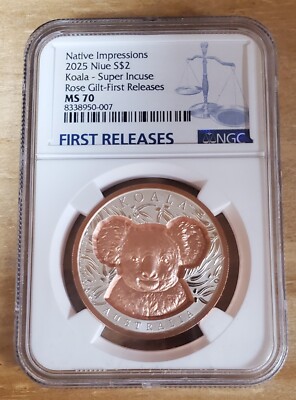 Native Impressions
2025 Niue S$2
Koala - Super Incuse
Rose Gilt-First Releases
MS 70
8338950-007
FIRST RELEASES
NGC
KOALA
AUSTRALIA